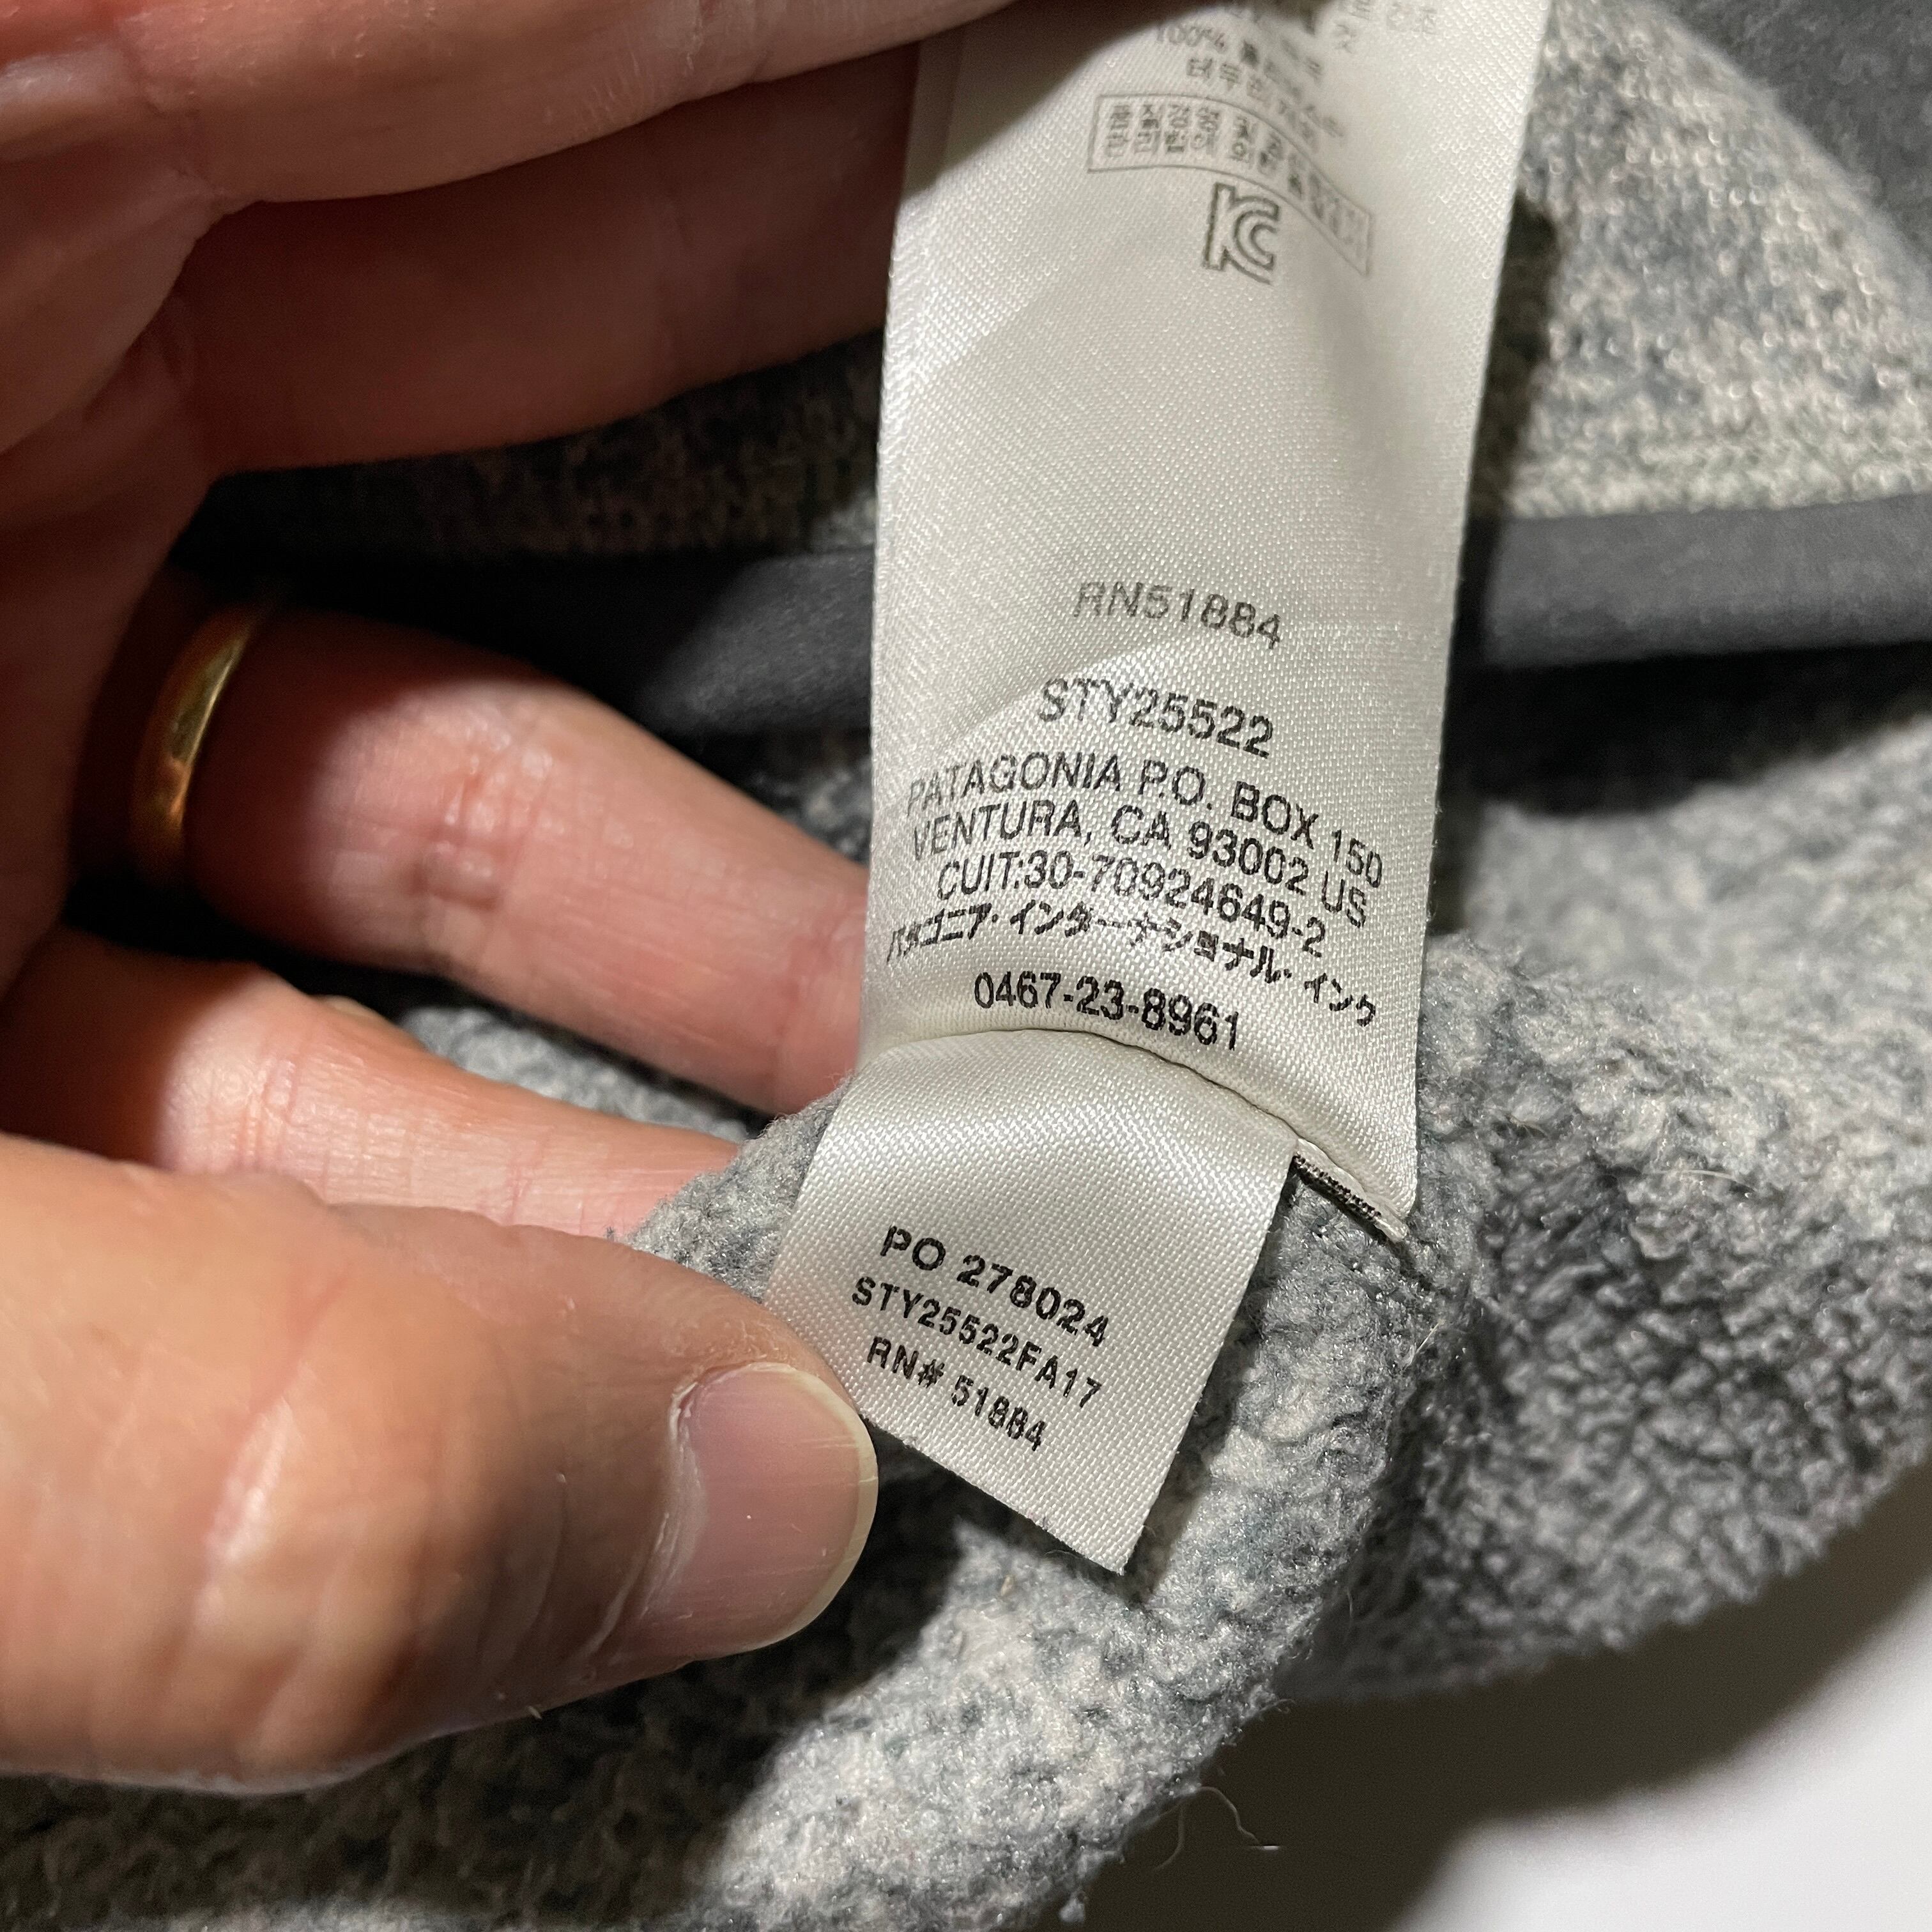 100%
KC
RN51884
STY25522
PATAGONIA P.O. BOX 150
VENTURA, CA 93002 US
CUIT:30-70924649-2
パタゴニア・インターナショナル・インク
0467-23-8961
PO 278024
STY25522FA17
RN# 51884